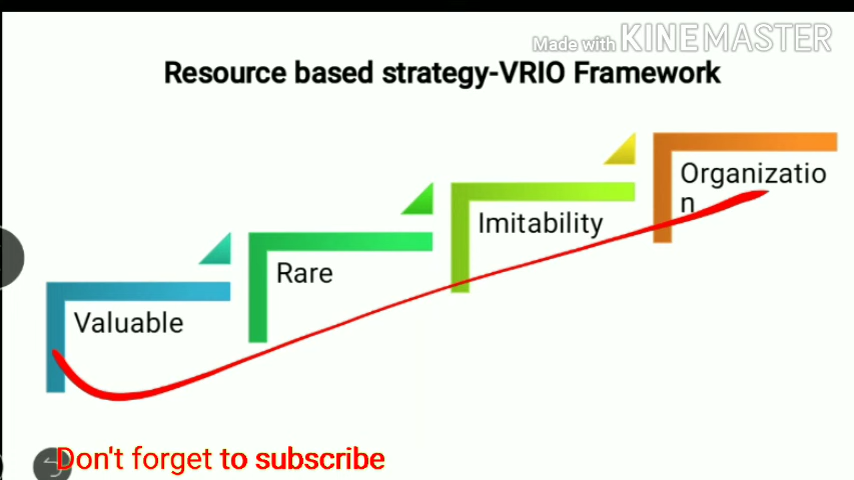 Made with KINEMASTER
Resource based strategy-VRIO Framework
Organizatio
n
Imitability
Rare
Valuable
Don't forget to subscribe